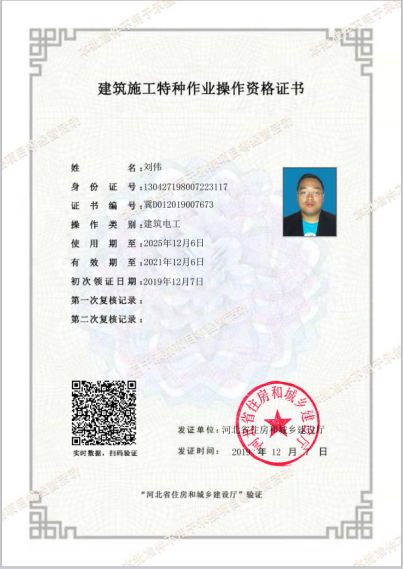 建筑施工特种作业操作资格证书
姓 名:刘伟
身 份 证 号:130427198007223117
证 书 编 号:冀D012019007673
操 作 类 别:建筑电工
使 用 期 至:2025年12月6日
有 效 期 至:2021年12月6日
初次领证日期:2019年12月7日
第一次复核记录:
第二次复核记录:
河北省住房和城乡建设厅
实时数据,扫码验证
发证单位:河北省住房和城乡建设厅
发证时间: 2019 年 12 月 7 日
“河北省住房和城乡建设厅”验证